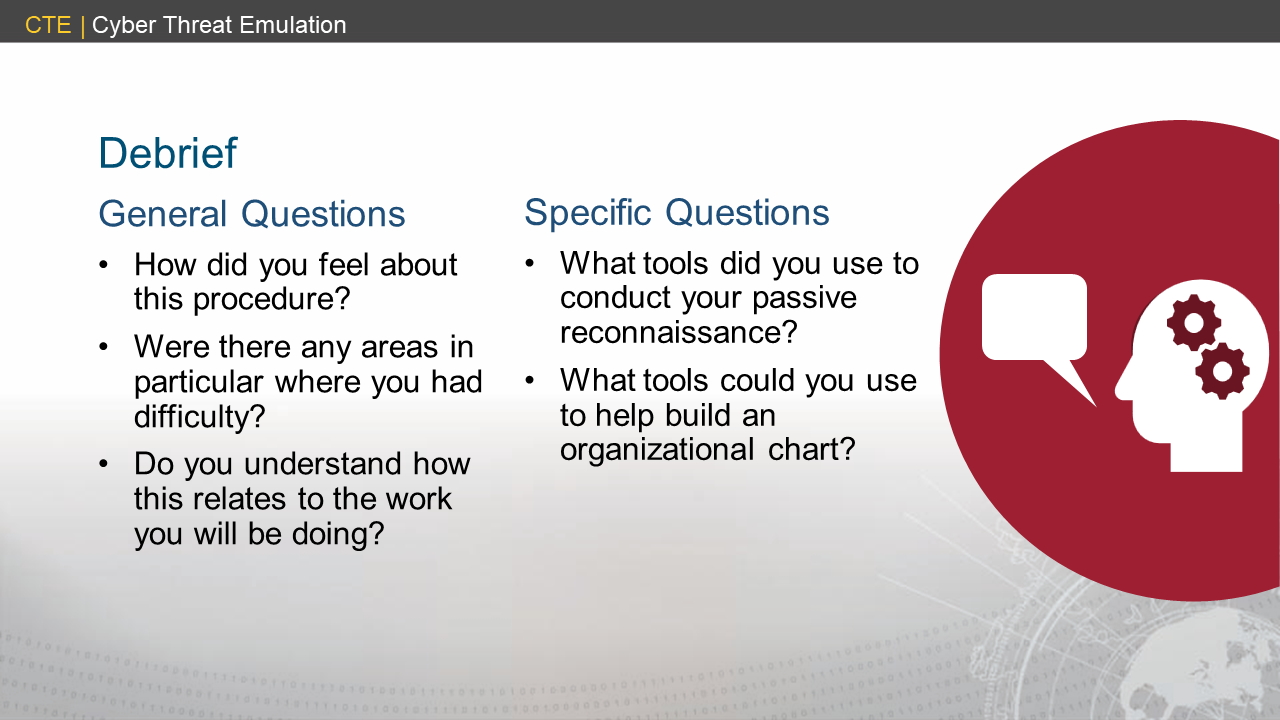 CTE | Cyber Threat Emulation
Debrief
General Questions
• How did you feel about
this procedure?
• Were there any areas in
particular where you had
difficulty?
• Do you understand how
this relates to the work
you will be doing?
Specific Questions
• What tools did you use to
conduct your passive
reconnaissance?
• What tools could you use
to help build an
organizational chart?